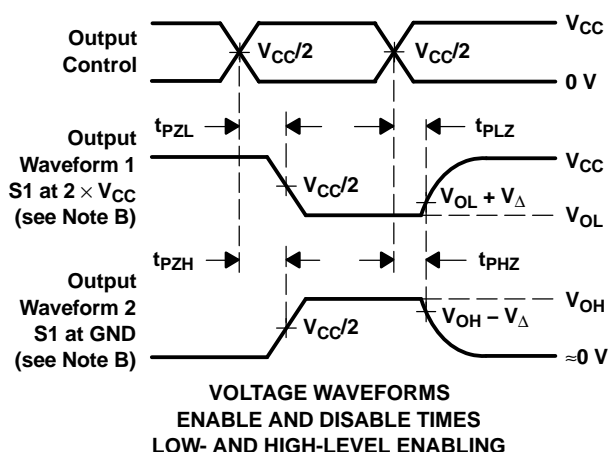 Output
Control
V_CC/2
V_CC/2
V_CC
0 V
t_PZL
t_PLZ
Output
Waveform 1
S1 at 2 × V_CC
(see Note B)
V_CC/2
V_CC
V_OL + V_Δ
V_OL
t_PZH
t_PHZ
Output
Waveform 2
S1 at GND
(see Note B)
V_CC/2
V_OH
V_OH − V_Δ
≈0 V
VOLTAGE WAVEFORMS
ENABLE AND DISABLE TIMES
LOW- AND HIGH-LEVEL ENABLING